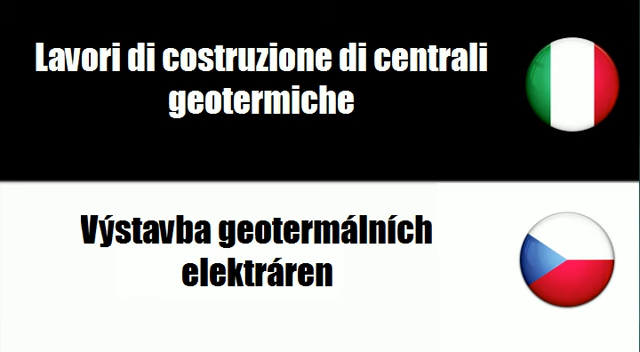 Lavori di costruzione di centrali
geotermiche
Výstavba geotermálních
elektráren